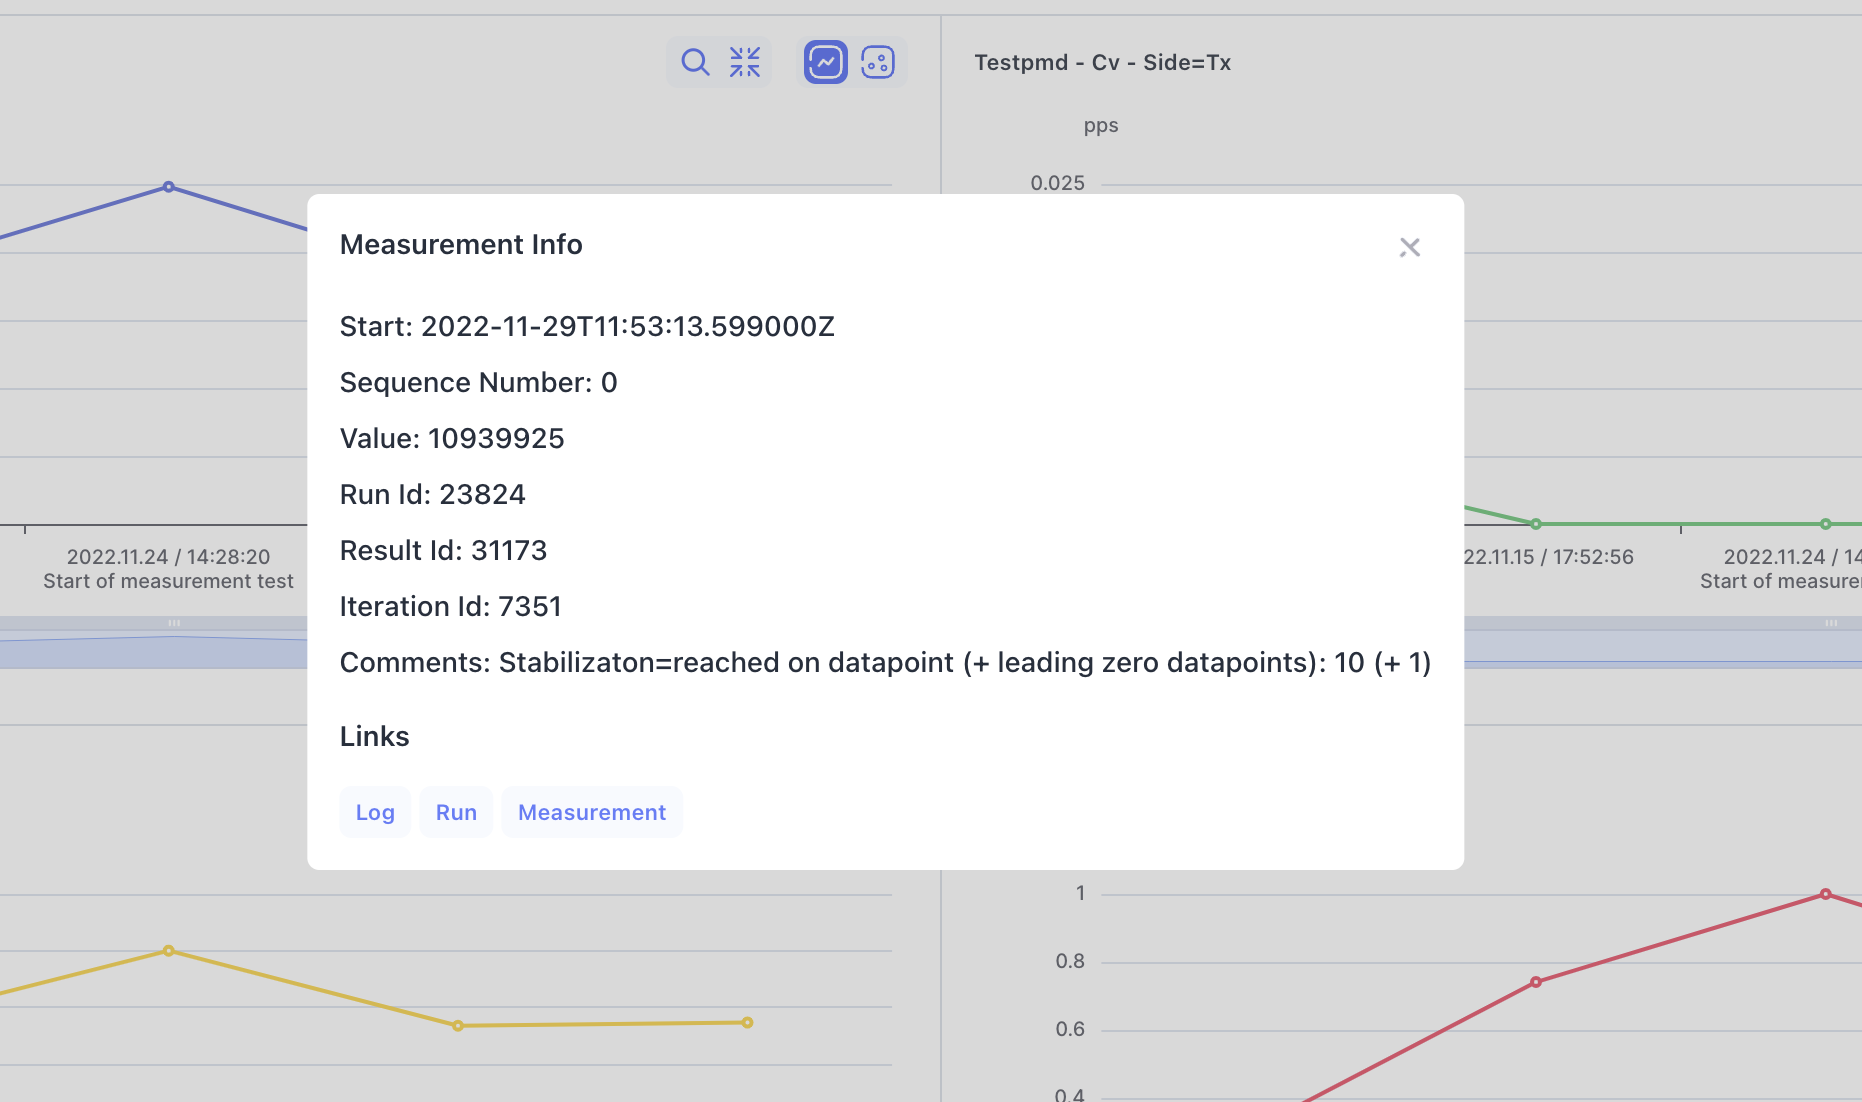 Testpmd - Cv - Side=Tx
pps
0.025
Measurement Info
Start: 2022-11-29T11:53:13.599000Z
Sequence Number: 0
Value: 10939925
Run Id: 23824
Result Id: 31173
Iteration Id: 7351
Comments: Stabilizaton=reached on datapoint (+ leading zero datapoints): 10 (+ 1)
Links
Log Run Measurement
2022.11.24 / 14:28:20
Start of measurement test
22.11.15 / 17:52:56
2022.11.24 / 14
Start of measure
1
0.8
0.6
0.4